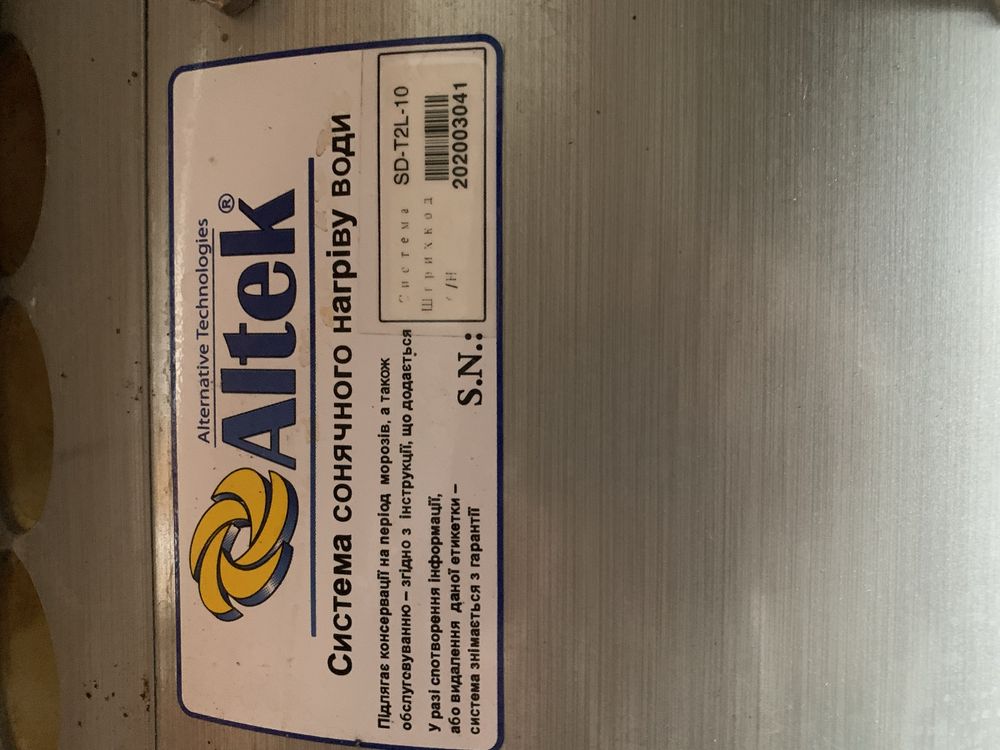 Alternative Technologies
Altek®
Система сонячного нагріву води
Підлягає консервації на період морозів, а також
обслуговуванню – згідно з інструкції, що додається
У разі спотворення інформації,
або видалення даної етикетки –
система знімається з гарантії
S.N.:
Система SD-T2L-10
Штрихкод
/Н 202003041